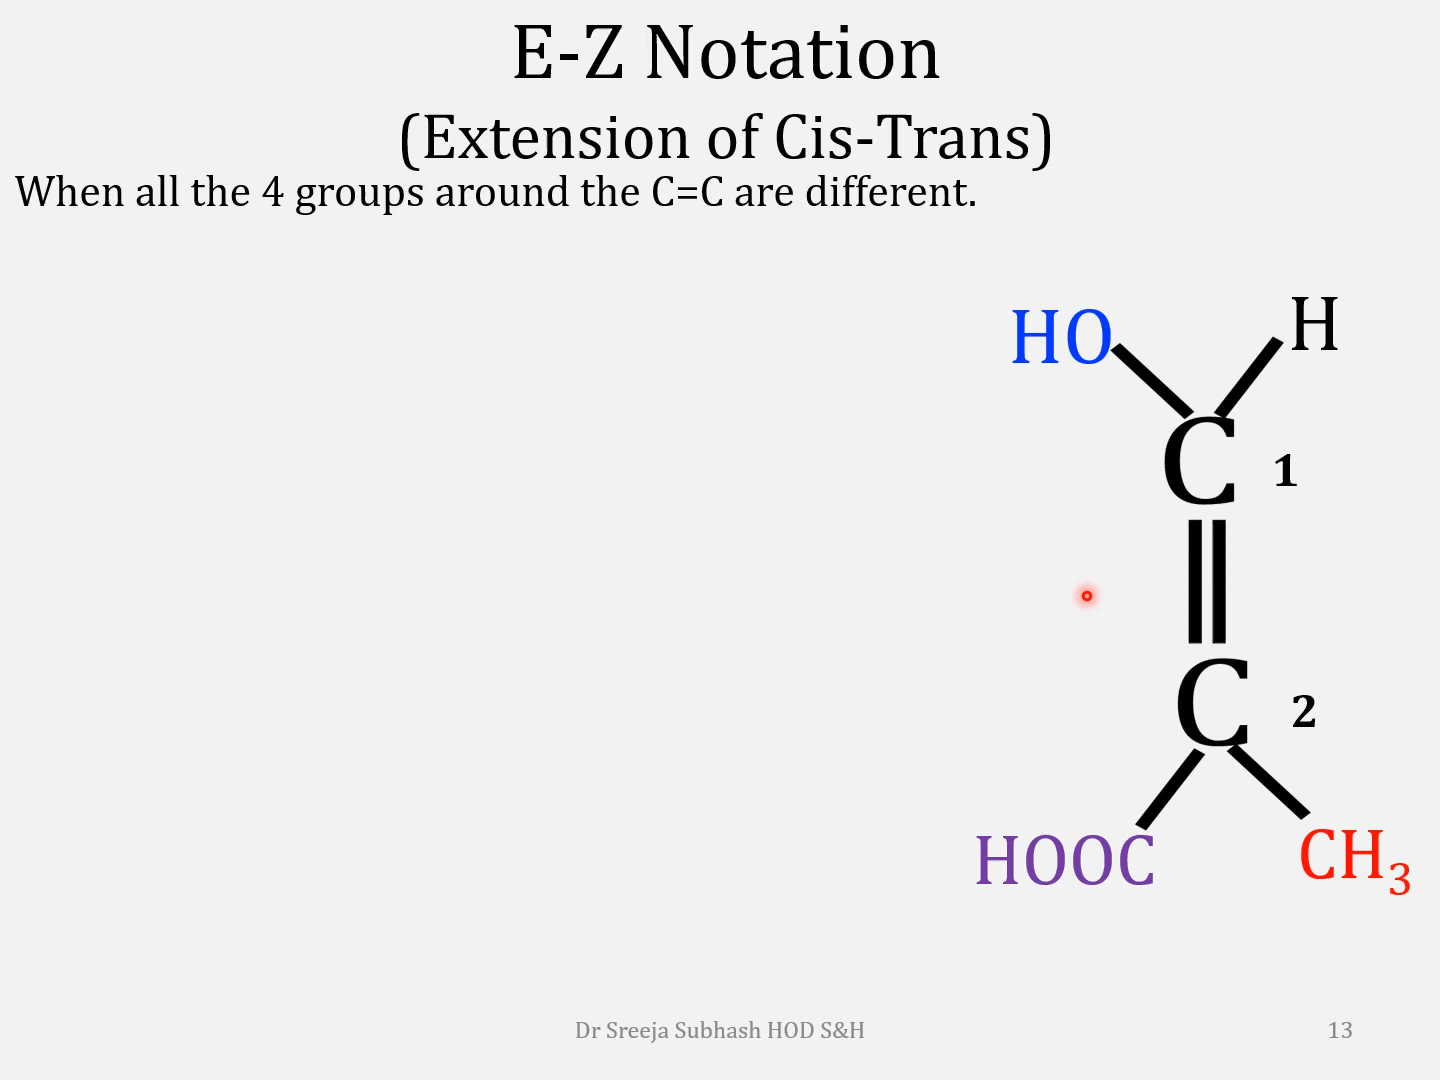 E-Z Notation
(Extension of Cis-Trans)
When all the 4 groups around the C=C are different.
HO H
C 1
C 2
HOOC CH₃
Dr Sreeja Subhash HOD S&H 13